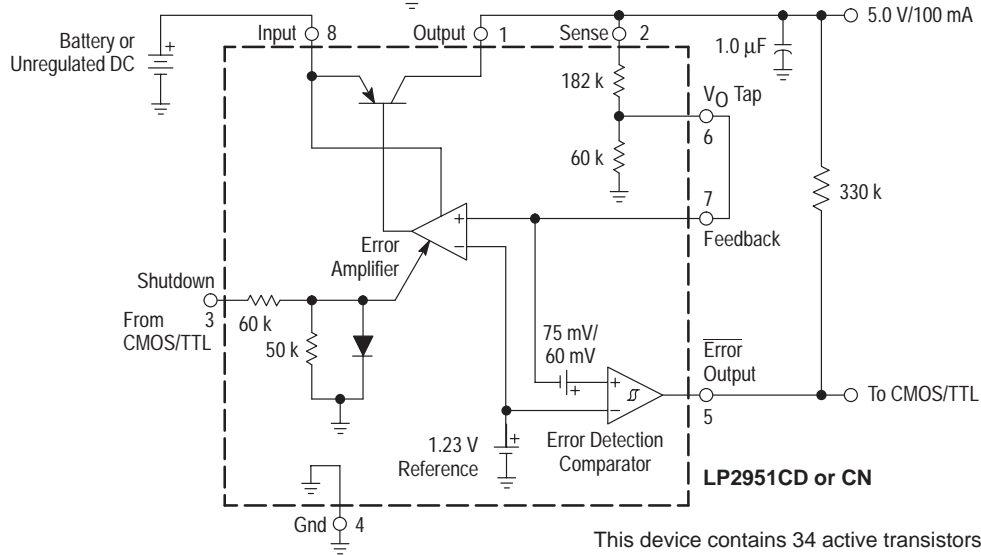 Battery or
Unregulated DC
Input 8
Output 1
Sense 2
5.0 V/100 mA
1.0 µF
182 k
VO Tap
6
60 k
330 k
7
Feedback
Error
Amplifier
Shutdown
3
From
CMOS/TTL
60 k
50 k
75 mV/
60 mV
Error
Output
5
To CMOS/TTL
1.23 V
Reference
Error Detection
Comparator
LP2951CD or CN
Gnd 4
This device contains 34 active transistors